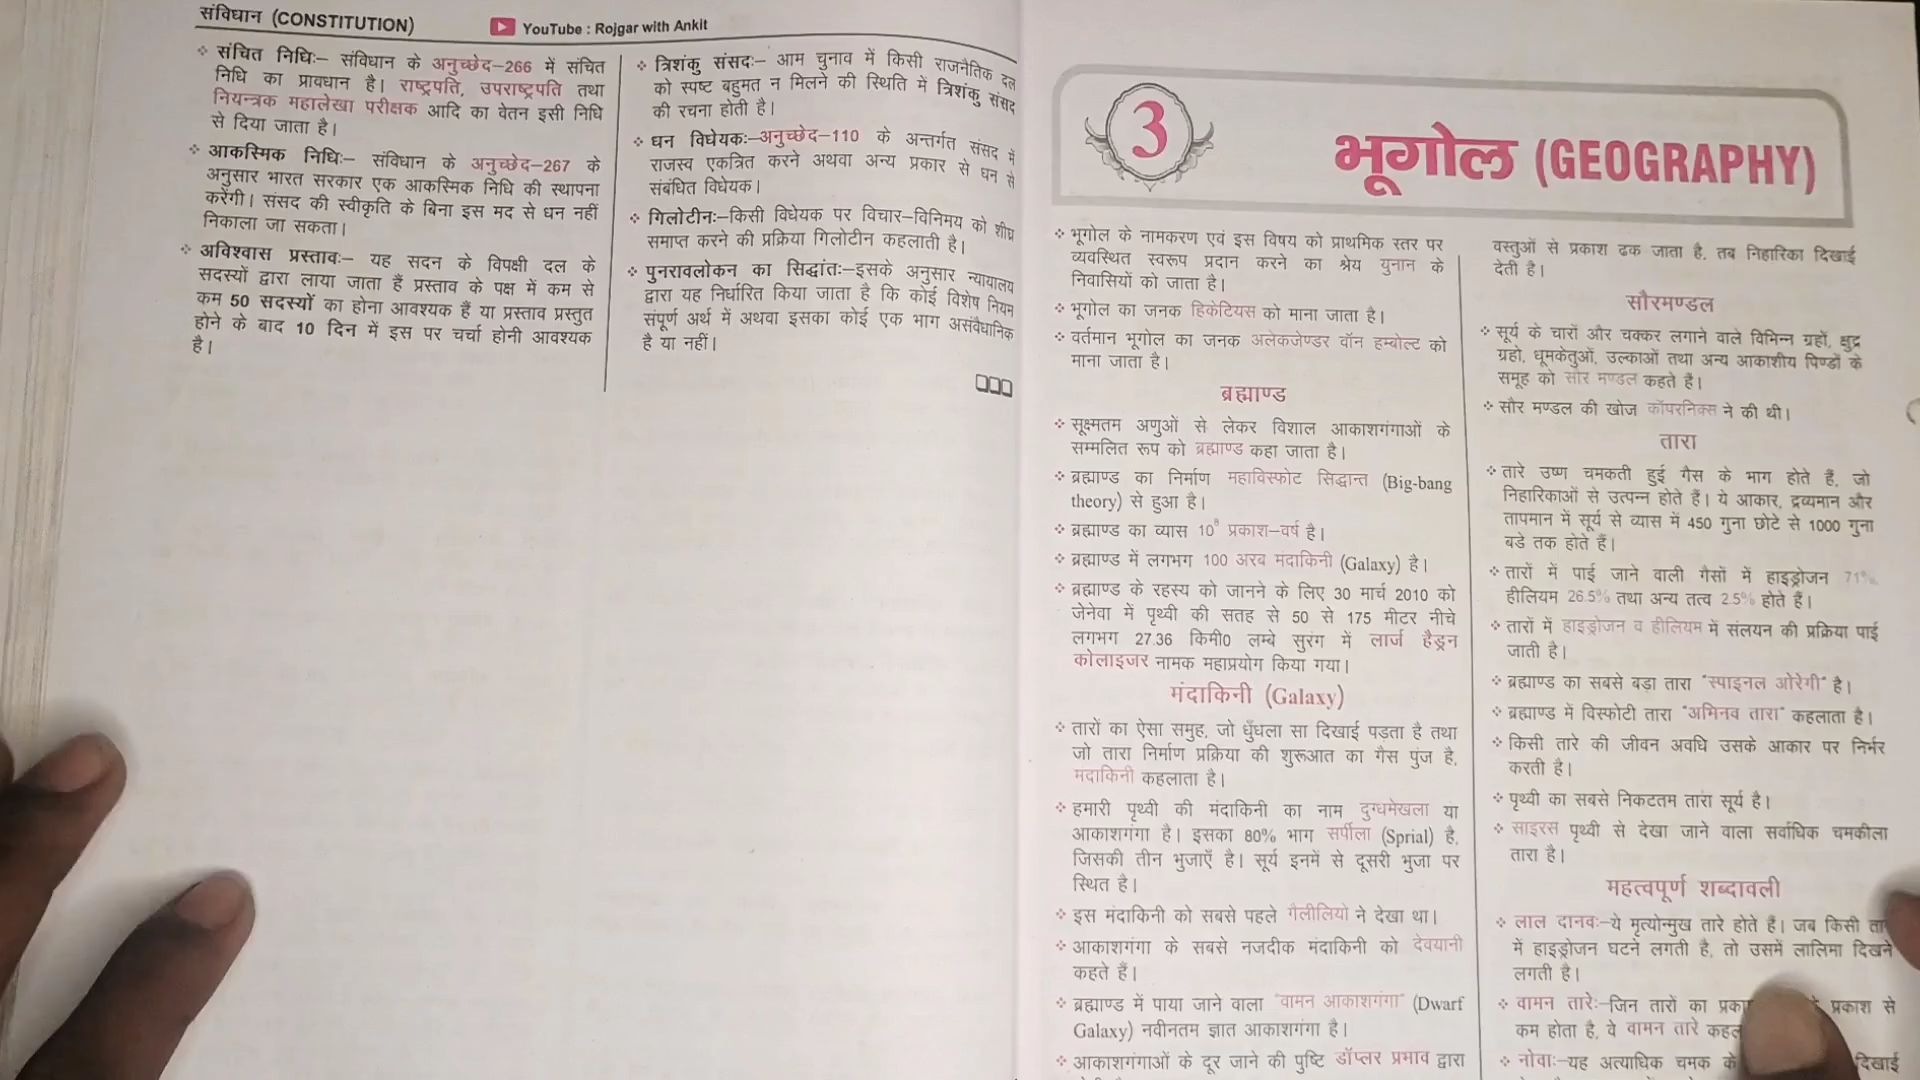 संविधान (CONSTITUTION)
YouTube : Rojgar with Ankit
संचित निधिः– संविधान के अनुच्छेद–266 में संचित
निधि का प्रावधान है। राष्ट्रपति, उपराष्ट्रपति तथा
नियन्त्रक महालेखा परीक्षक आदि का वेतन इसी निधि
से दिया जाता है।
आकस्मिक निधिः– संविधान के अनुच्छेद–267 के
अनुसार भारत सरकार एक आकस्मिक निधि की स्थापना
करेंगी। संसद की स्वीकृति के बिना इस मद से धन नहीं
निकाला जा सकता।
अविश्वास प्रस्तावः– यह सदन के विपक्षी दल के
सदस्यों द्वारा लाया जाता हैं प्रस्ताव के पक्ष में कम से
कम 50 सदस्यों का होना आवश्यक हैं या प्रस्ताव प्रस्तुत
होने के बाद 10 दिन में इस पर चर्चा होनी आवश्यक
है।
त्रिशंकु संसदः– आम चुनाव में किसी राजनैतिक दल
को स्पष्ट बहुमत न मिलने की स्थिति में त्रिशंकु संसद
की रचना होती है।
धन विधेयकः–अनुच्छेद–110 के अन्तर्गत संसद में
राजस्व एकत्रित करने अथवा अन्य प्रकार से धन से
संबंधित विधेयक।
गिलोटीनः–किसी विधेयक पर विचार–विनिमय को शीघ्र
समाप्त करने की प्रक्रिया गिलोटीन कहलाती है।
पुनरावलोकन का सिद्धांतः–इसके अनुसार न्यायालय
द्वारा यह निर्धारित किया जाता है कि कोई विशेष नियम
संपूर्ण अर्थ में अथवा इसका कोई एक भाग असंवैधानिक
है या नहीं।
3
भूगोल (GEOGRAPHY)
भूगोल के नामकरण एवं इस विषय को प्राथमिक स्तर पर
व्यवस्थित स्वरूप प्रदान करने का श्रेय युनान के
निवासियों को जाता है।
भूगोल का जनक हिकेटियस को माना जाता है।
वर्तमान भूगोल का जनक अलेकजेण्डर वॉन हम्बोल्ट को
माना जाता है।
ब्रह्माण्ड
सूक्ष्मतम अणुओं से लेकर विशाल आकाशगंगाओं के
सम्मलित रूप को ब्रह्माण्ड कहा जाता है।
ब्रह्माण्ड का निर्माण महाविस्फोट सिद्धान्त (Big-bang
theory) से हुआ है।
ब्रह्माण्ड का व्यास 10⁸ प्रकाश–वर्ष है।
ब्रह्माण्ड में लगभग 100 अरब मंदाकिनी (Galaxy) है।
ब्रह्माण्ड के रहस्य को जानने के लिए 30 मार्च 2010 को
जेनेवा में पृथ्वी की सतह से 50 से 175 मीटर नीचे
लगभग 27.36 किमी0 लम्बे सुरंग में लार्ज हैड्रन
कोलाइजर नामक महाप्रयोग किया गया।
मंदाकिनी (Galaxy)
तारों का ऐसा समुह, जो धुँधला सा दिखाई पड़ता है तथा
जो तारा निर्माण प्रक्रिया की शुरूआत का गैस पुंज है,
मदाकिनी कहलाता है।
हमारी पृथ्वी की मंदाकिनी का नाम दुग्धमेखला या
आकाशगंगा है। इसका 80% भाग सर्पीला (Sprial) है,
जिसकी तीन भुजाएँ है। सूर्य इनमें से दूसरी भुजा पर
स्थित है।
इस मंदाकिनी को सबसे पहले गैलीलियो ने देखा था।
आकाशगंगा के सबसे नजदीक मंदाकिनी को देवयानी
कहते हैं।
ब्रह्माण्ड में पाया जाने वाला "वामन आकाशगंगा" (Dwarf
Galaxy) नवीनतम ज्ञात आकाशगंगा है।
आकाशगंगाओं के दूर जाने की पुष्टि डॉप्लर प्रभाव द्वारा
वस्तुओं से प्रकाश ढक जाता है, तब निहारिका दिखाई
देती है।
सौरमण्डल
सूर्य के चारों और चक्कर लगाने वाले विभिन्न ग्रहों, क्षुद्र
ग्रहो, धूमकेतुओं, उल्काओं तथा अन्य आकाशीय पिण्डों के
समूह को सौर मण्डल कहते है।
सौर मण्डल की खोज कॉपरनिक्स ने की थी।
तारा
तारे उष्ण चमकती हुई गैस के भाग होते हैं, जो
निहारिकाओं से उत्पन्न होते हैं। ये आकार, द्रव्यमान और
तापमान में सूर्य से व्यास में 450 गुना छोटे से 1000 गुना
बडे तक होते हैं।
तारों में पाई जाने वाली गैसों में हाइड्रोजन 71%
हीलियम 26.5% तथा अन्य तत्व 2.5% होते है।
तारों में हाइड्रोजन व हीलियम में संलयन की प्रक्रिया पाई
जाती है।
ब्रह्माण्ड का सबसे बड़ा तारा "स्पाइनल ओरेगी" है।
ब्रह्माण्ड में विस्फोटी तारा "अभिनव तारा" कहलाता है।
किसी तारे की जीवन अवधि उसके आकार पर निर्भर
करती है।
पृथ्वी का सबसे निकटतम तारा सूर्य है।
साइरस पृथ्वी से देखा जाने वाला सर्वाधिक चमकीला
तारा है।
महत्वपूर्ण शब्दावली
लाल दानवः–ये मृत्योन्मुख तारे होते हैं। जब किसी
में हाइड्रोजन घटने लगती है, तो उसमें लालिमा दिखने
लगती है।
वामन तारेः–जिन तारों का प्रकाश से
कम होता है, वे वामन तारे
नोवाः–यह अत्याधिक चमक के दिखाई